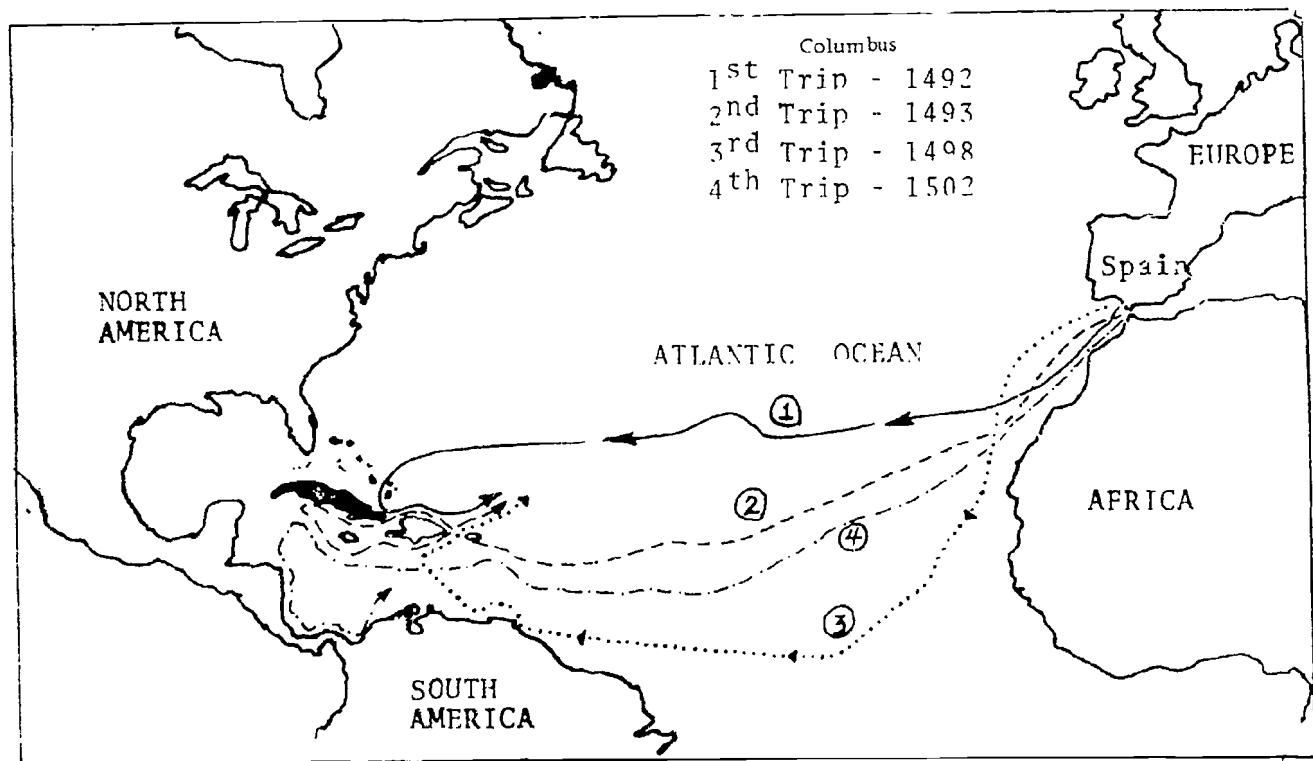 Columbus
1st Trip - 1492
2nd Trip - 1493
3rd Trip - 1498
4th Trip - 1502
EUROPE
Spain
NORTH
AMERICA
ATLANTIC OCEAN
1
2
AFRICA
4
3
SOUTH
AMERICA